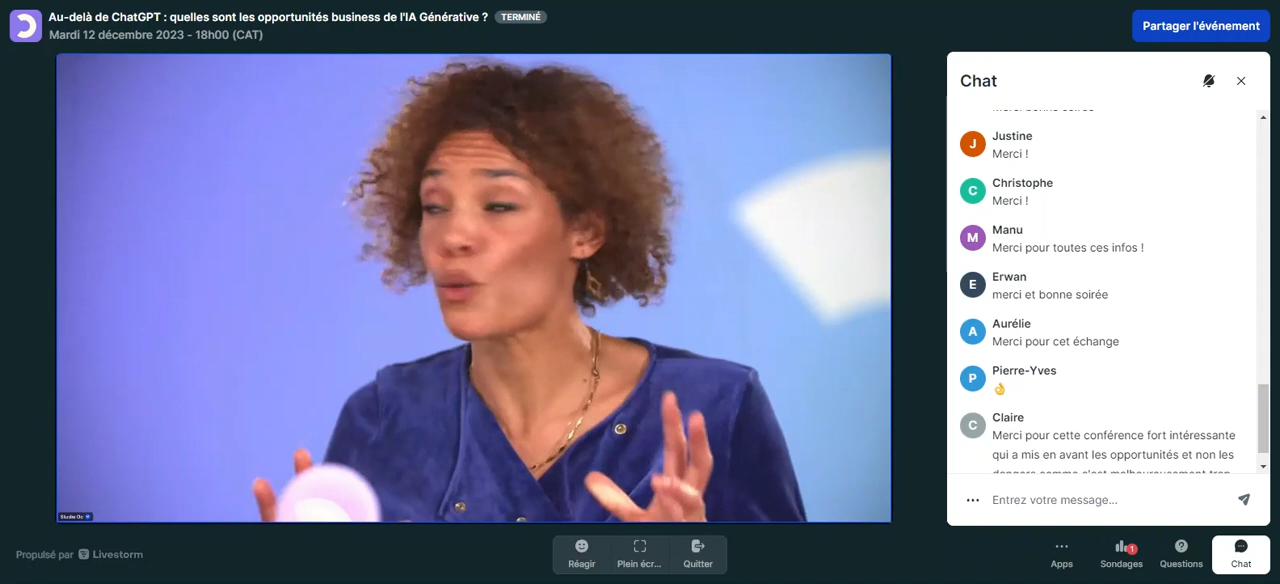 Au-delà de ChatGPT : quelles sont les opportunités business de l'IA Générative ? TERMINÉ
Mardi 12 décembre 2023 - 18h00 (CAT)
Partager l'événement
Chat
Justine
Merci !
Christophe
Merci !
Manu
Merci pour toutes ces infos !
Erwan
merci et bonne soirée
Aurélie
Merci pour cet échange
Pierre-Yves
👌
Claire
Merci pour cette conférence fort intéressante
qui a mis en avant les opportunités et non les
Entrez votre message...
Studio Oc
Propulsé par Livestorm
Réagir
Plein écr...
Quitter
Apps
1
Sondages
Questions
Chat
J
C
M
E
A
P
C